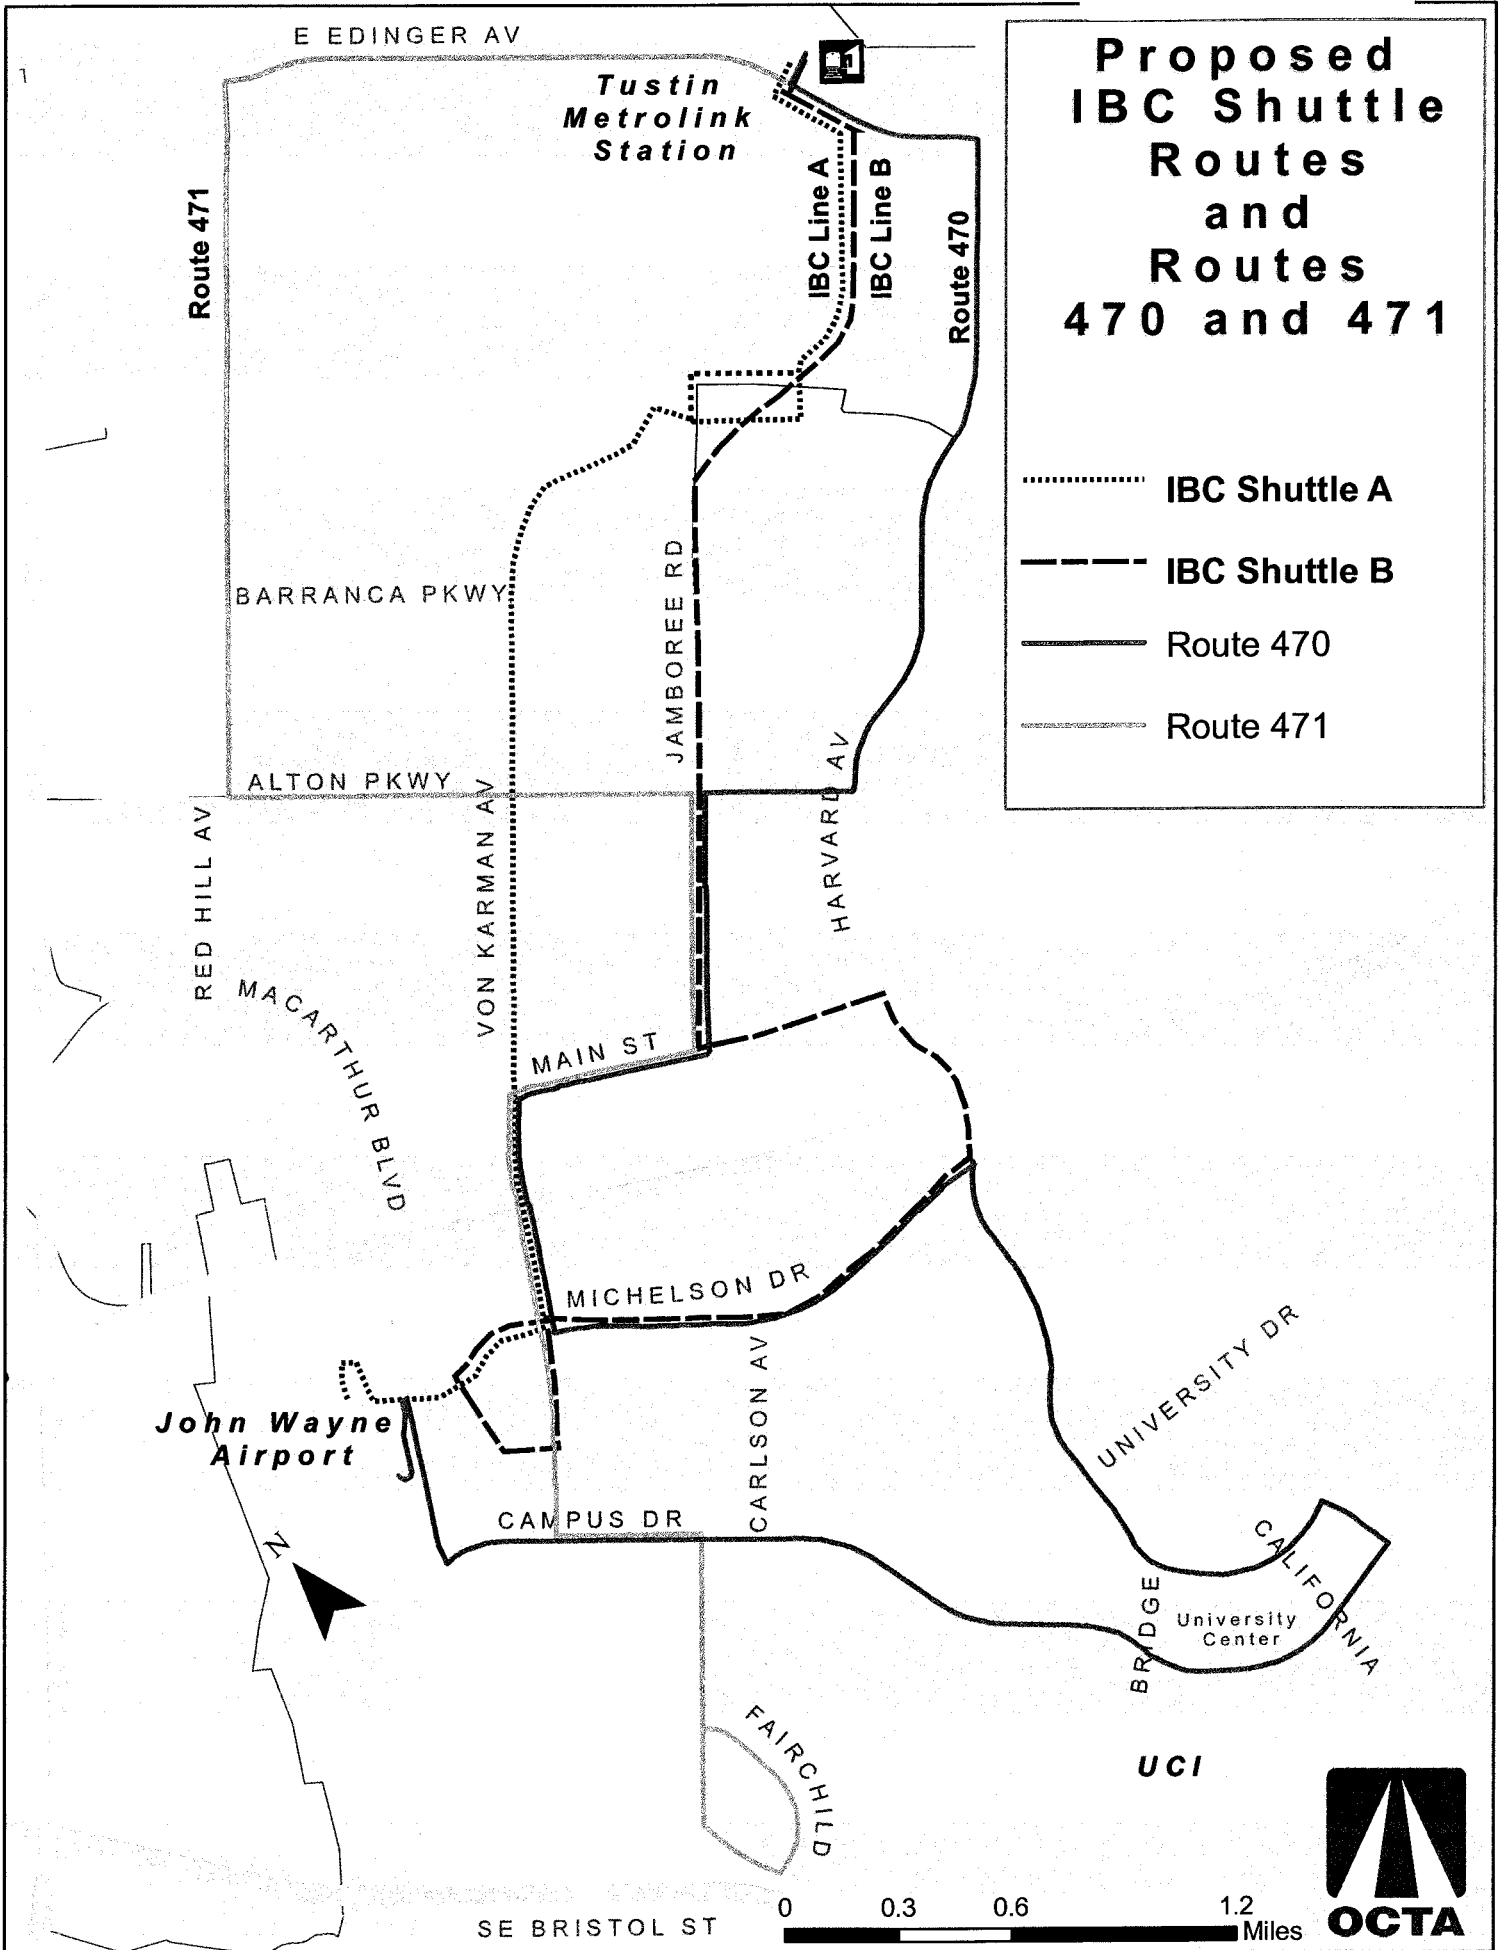 E EDINGER AV
Tustin
Metrolink
Station
Proposed
IBC Shuttle
Routes
and
Routes
470 and 471
Route 471
IBC Line A
IBC Line B
Route 470
IBC Shuttle A
IBC Shuttle B
Route 470
Route 471
BARRANCA PKWY
JAMBOREE RD
ALTON PKWY
HARVARD AV
RED HILL AV
VON KARMAN AV
MACARTHUR BLVD
MAIN ST
MICHELSON DR
UNIVERSITY DR
CARLSON AV
John Wayne
Airport
CAMPUS DR
N
CALIFORNIA
BRIDGE
University
Center
FAIRCHILD
UCI
0 0.3 0.6 1.2
Miles
SE BRISTOL ST
OCTA